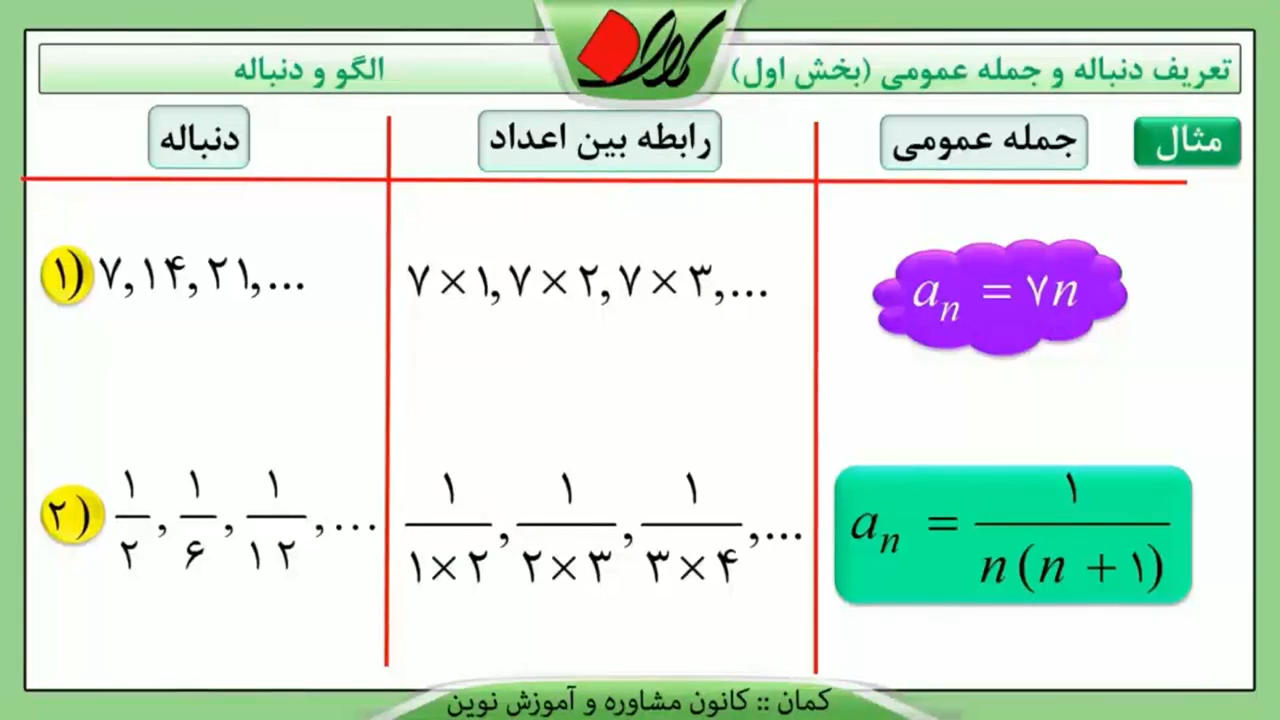 تعریف دنباله و جمله عمومی (بخش اول)
کمان
الگو و دنباله
مثال
جمله عمومی
رابطه بین اعداد
دنباله
۱) ۷, ۱۴, ۲۱, ...
۷ × ۱, ۷ × ۲, ۷ × ۳, ...
aₙ = ۷n
۲) ۱/۲, ۱/۶, ۱/۱۲, ...
۱/(۱×۲), ۱/(۲×۳), ۱/(۳×۴), ...
aₙ = ۱/(n(n + ۱))
کمان :: کانون مشاوره و آموزش نوین